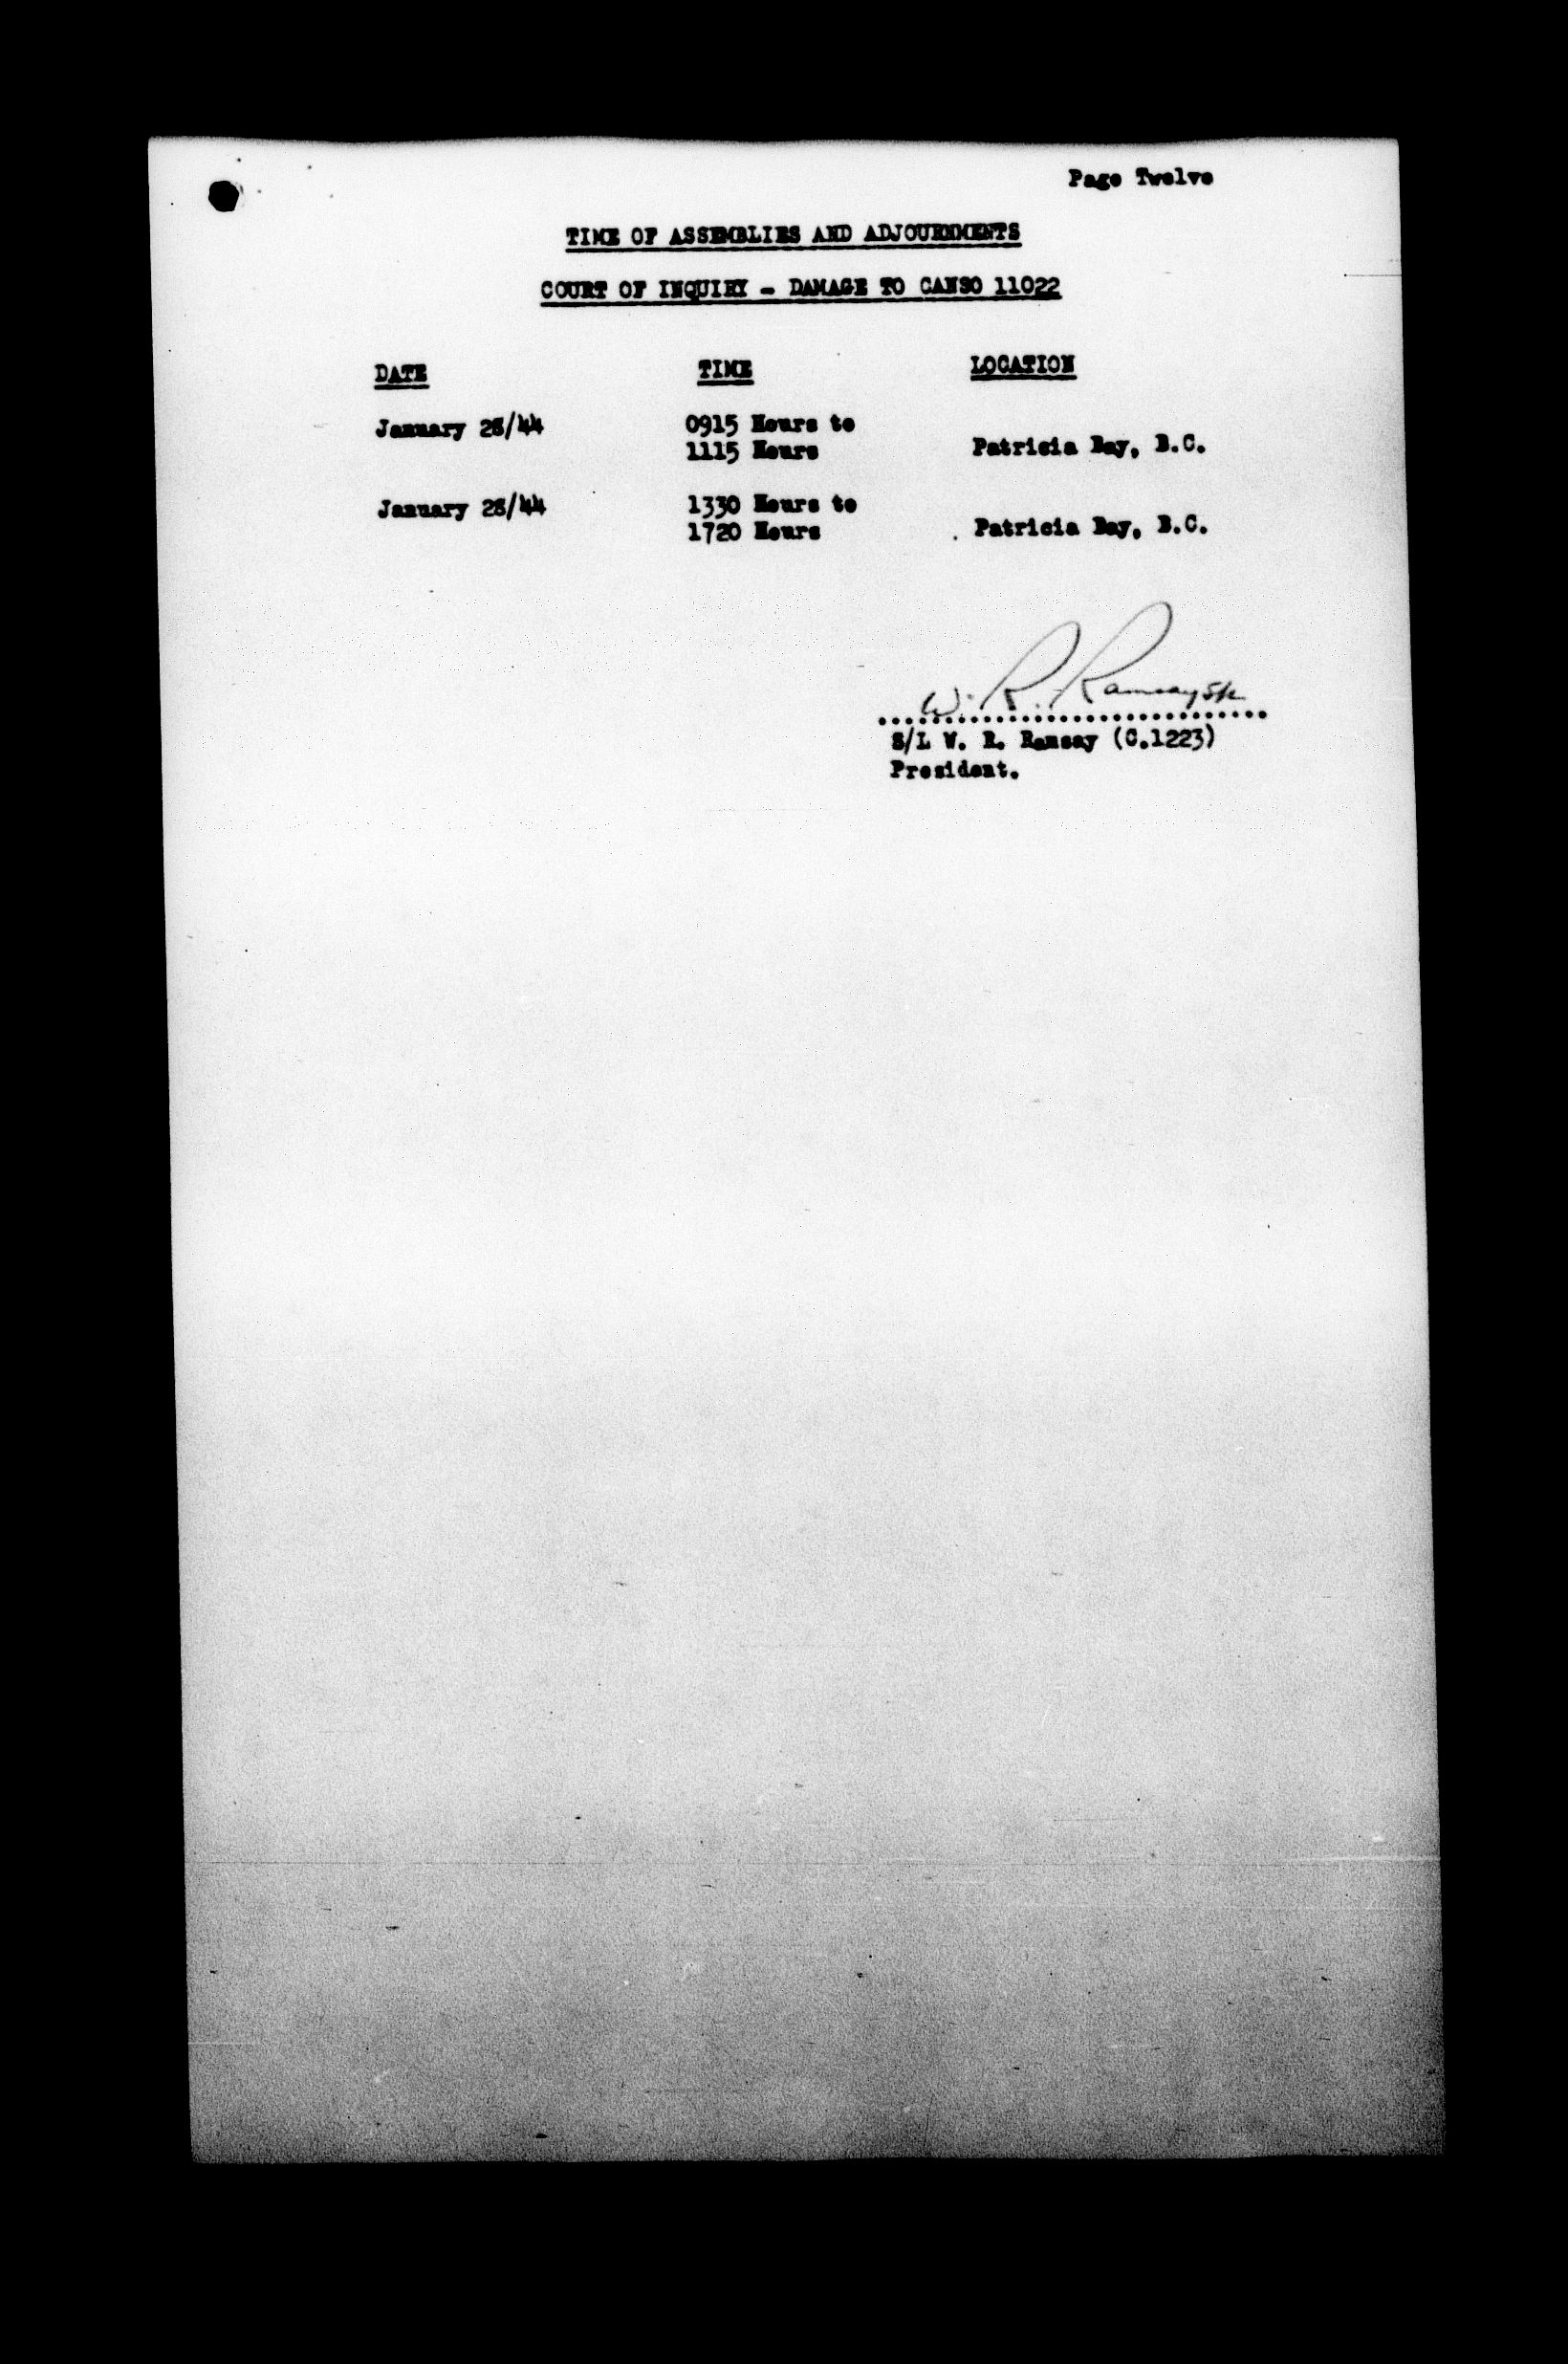 Page Twelve
TIME OF ASSEMBLIES AND ADJOURNMENTS
COURT OF INQUIRY - DAMAGE TO CANSO 11022
DATE TIME LOCATION
January 28/44 0915 Hours to
1115 Hours Patricia Bay, B.C.
January 28/44 1330 Hours to
1720 Hours Patricia Bay, B.C.
W. R. Ramsay S/L
S/L W. R. Ramsay (C.1223)
President.